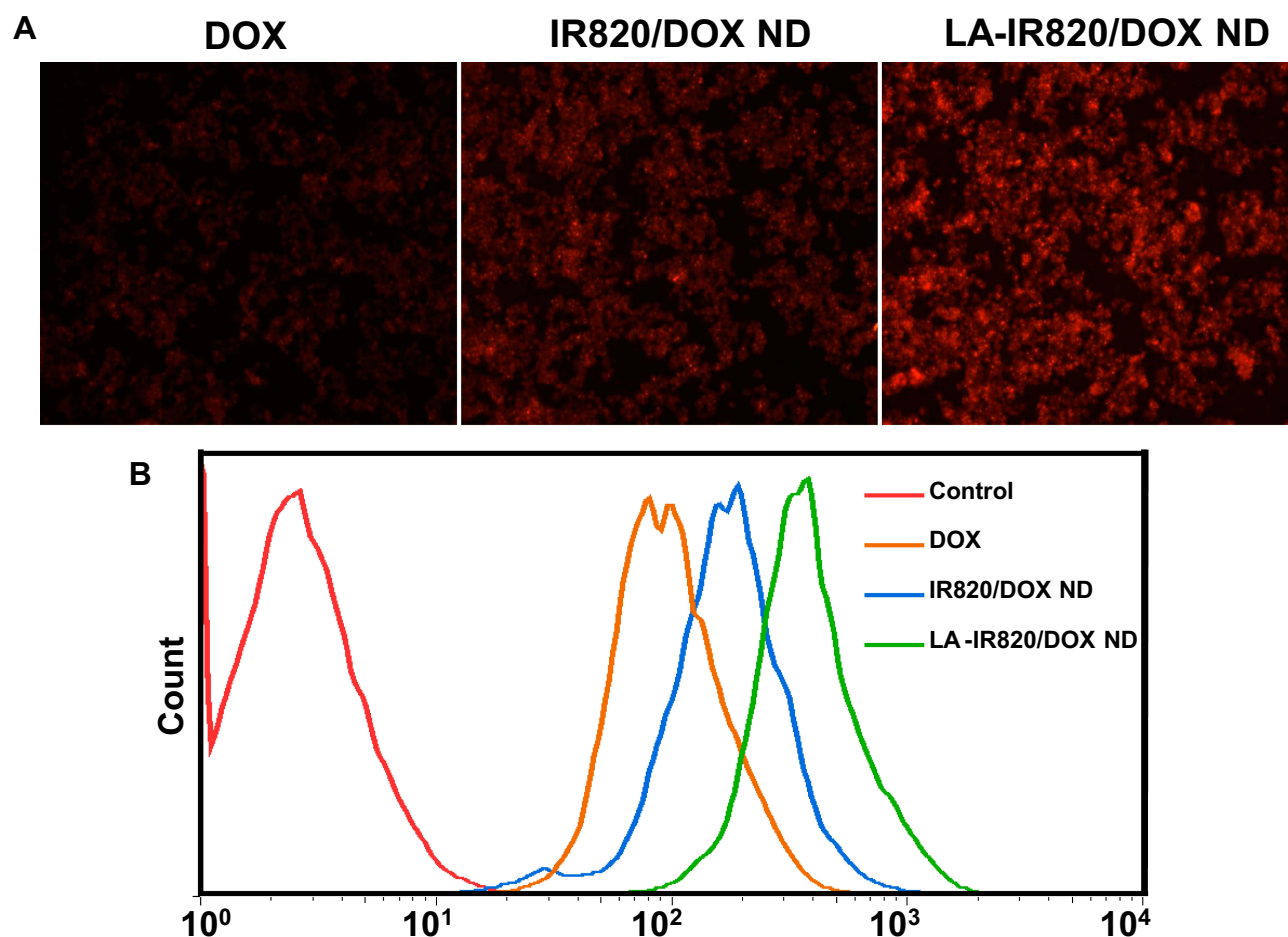 A
DOX
IR820/DOX ND
LA-IR820/DOX ND
B
Control
DOX
IR820/DOX ND
LA-IR820/DOX ND
Count
10⁰
10¹
10²
10³
10⁴